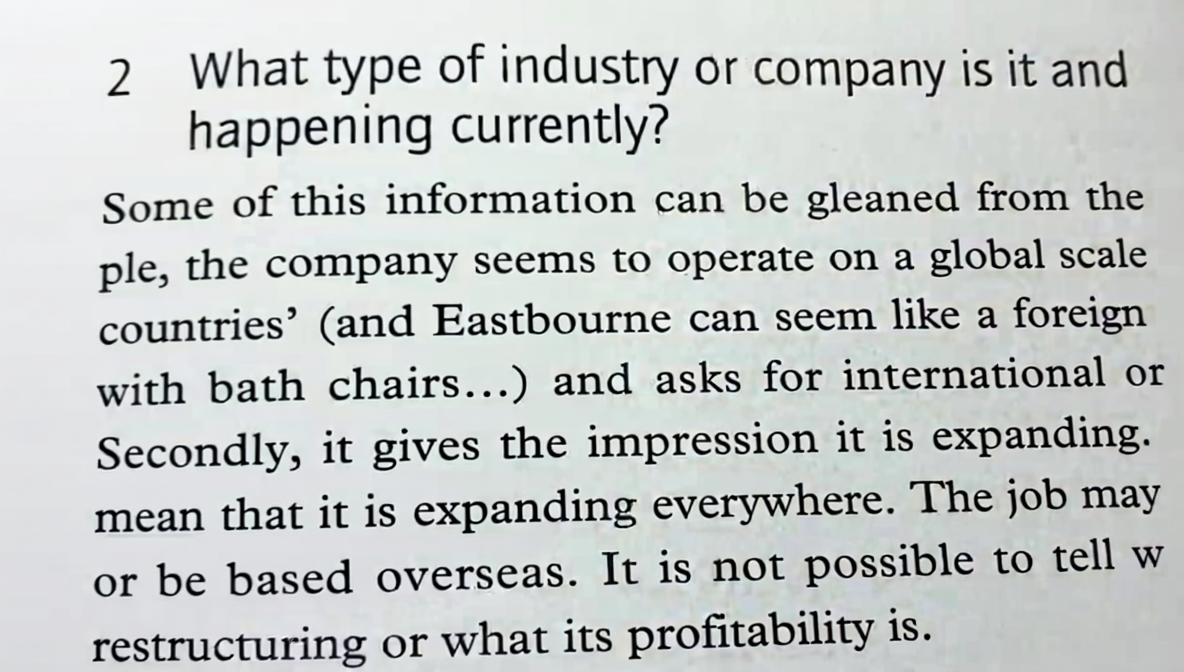 2 What type of industry or company is it and
happening currently?
Some of this information can be gleaned from the
ple, the company seems to operate on a global scale
countries’ (and Eastbourne can seem like a foreign
with bath chairs...) and asks for international or
Secondly, it gives the impression it is expanding.
mean that it is expanding everywhere. The job may
or be based overseas. It is not possible to tell w
restructuring or what its profitability is.